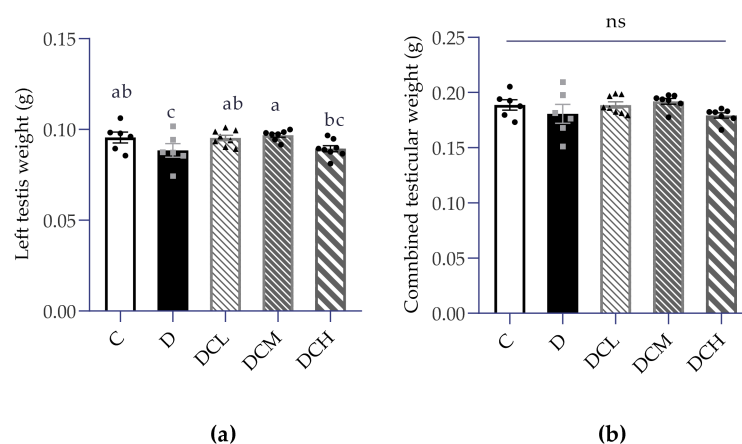 Left testis weight (g)
0.15
0.10
0.05
0.00
ab
c
ab
a
bc
C
D
DCL
DCM
DCH
(a)
Comnbined testicular weight (g)
0.25
0.20
0.15
0.10
0.05
0.00
ns
C
D
DCL
DCM
DCH
(b)